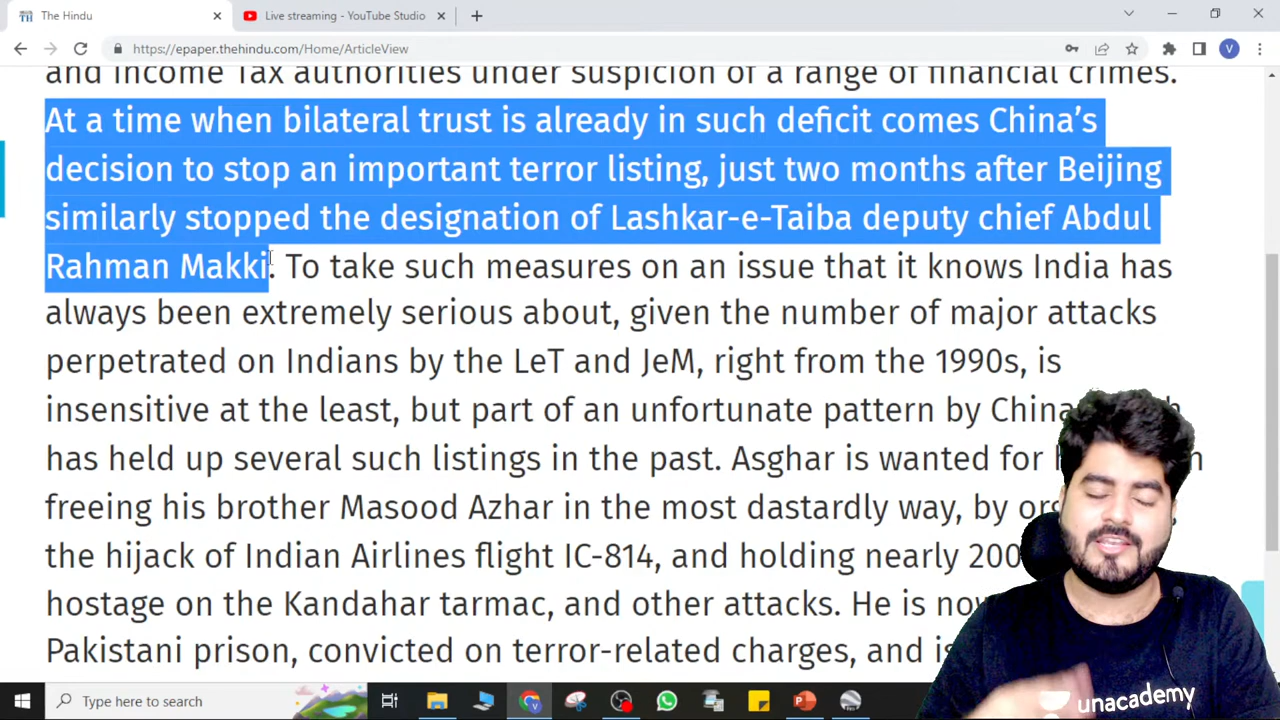 The Hindu
Live streaming - YouTube Studio
https://epaper.thehindu.com/Home/ArticleView
V
and Income Tax authorities under suspicion of a range of financial crimes.
At a time when bilateral trust is already in such deficit comes China’s
decision to stop an important terror listing, just two months after Beijing
similarly stopped the designation of Lashkar-e-Taiba deputy chief Abdul
Rahman Makki. To take such measures on an issue that it knows India has
always been extremely serious about, given the number of major attacks
perpetrated on Indians by the LeT and JeM, right from the 1990s, is
insensitive at the least, but part of an unfortunate pattern by China
has held up several such listings in the past. Asghar is wanted for
freeing his brother Masood Azhar in the most dastardly way, by
the hijack of Indian Airlines flight IC-814, and holding nearly 200
hostage on the Kandahar tarmac, and other attacks. He is now
Pakistani prison, convicted on terror-related charges, and
Type here to search
unacademy